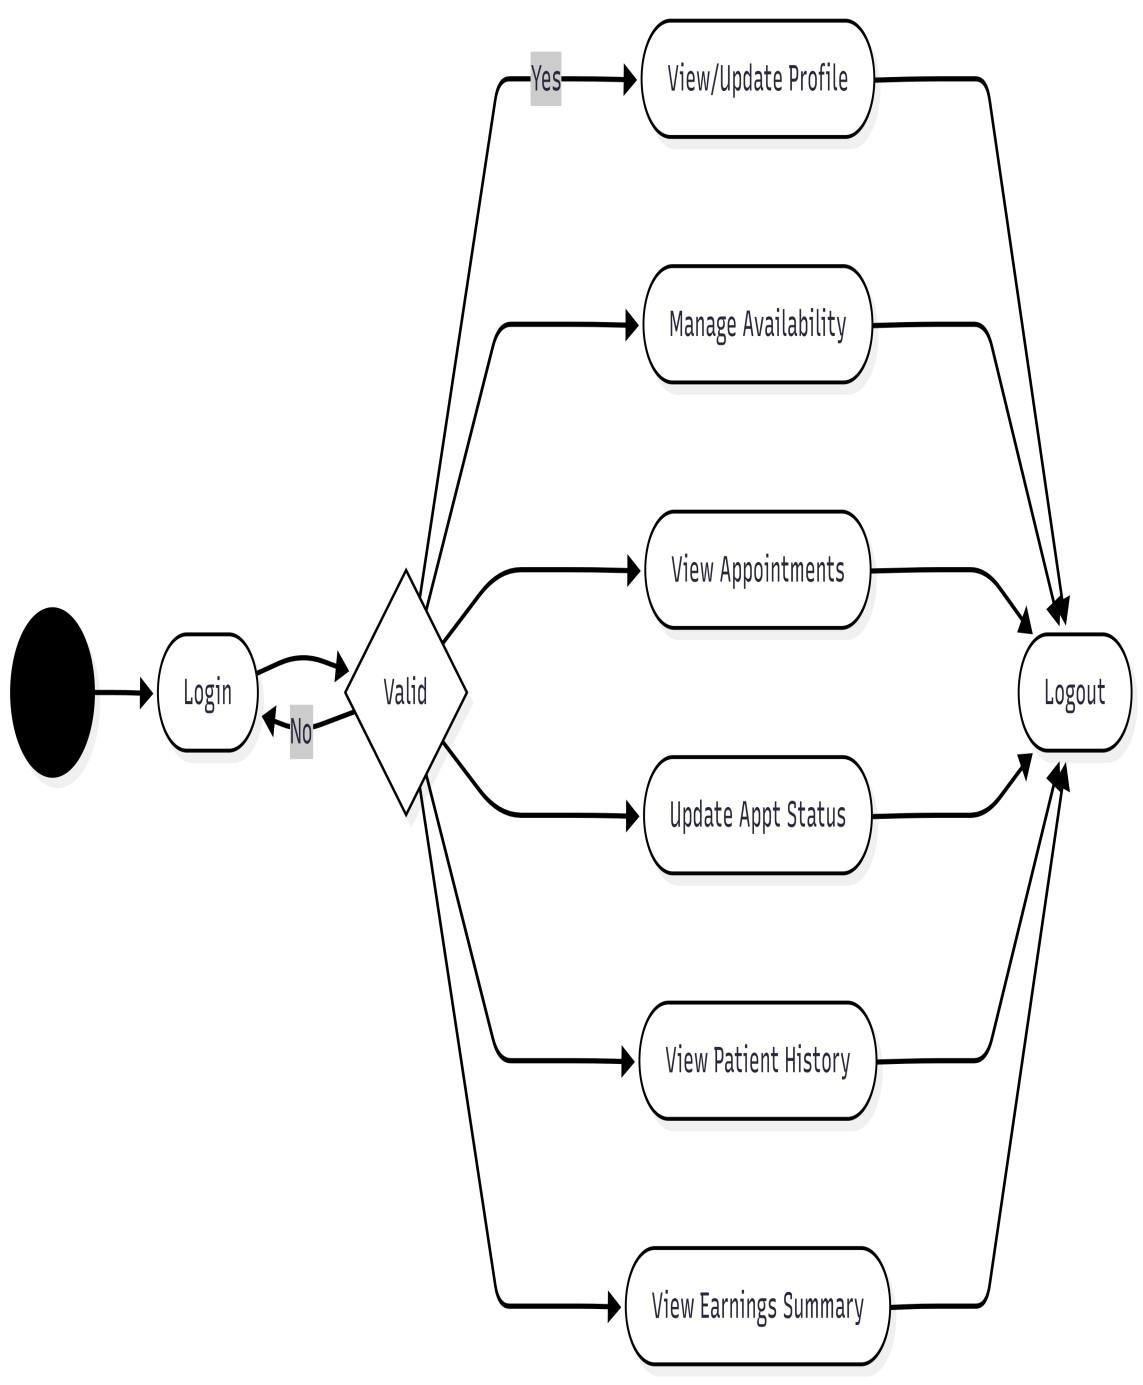 Yes
View/Update Profile
Manage Availability
View Appointments
Login
Valid
No
Logout
Update Appt Status
View Patient History
View Earnings Summary